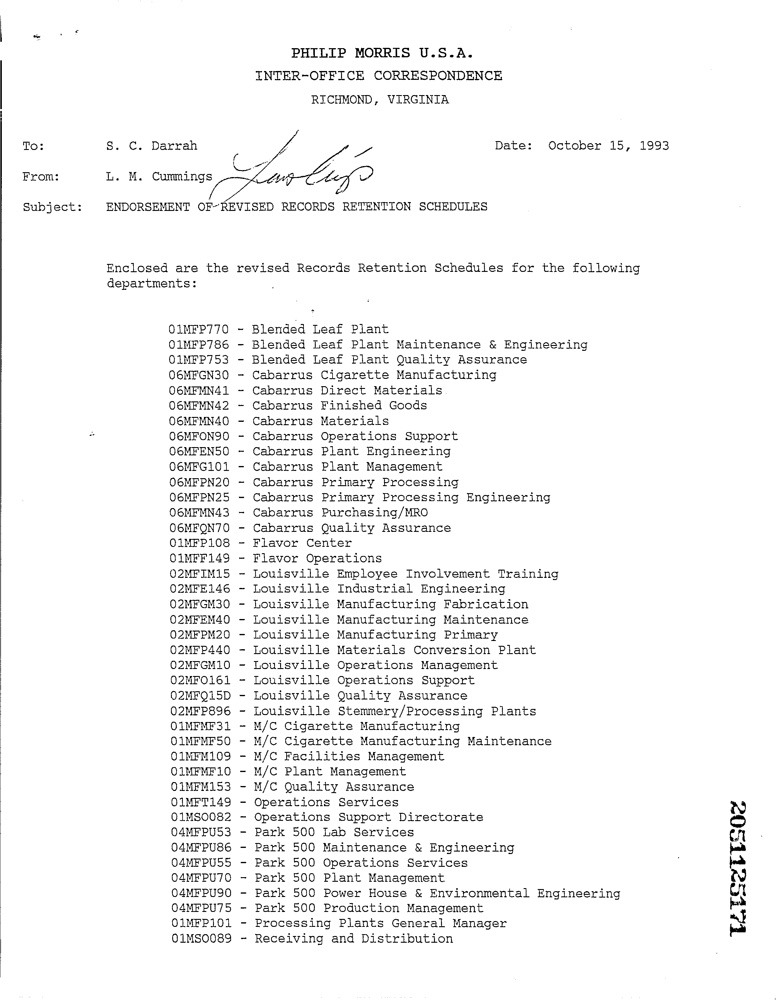 PHILIP MORRIS U.S.A.
INTER-OFFICE CORRESPONDENCE
RICHMOND, VIRGINIA
To: S. C. Darrah Date: October 15, 1993
From: L. M. Cummings
Subject: ENDORSEMENT OF REVISED RECORDS RETENTION SCHEDULES
Enclosed are the revised Records Retention Schedules for the following
departments:
01MFP770 - Blended Leaf Plant
01MFP786 - Blended Leaf Plant Maintenance & Engineering
01MFP753 - Blended Leaf Plant Quality Assurance
06MFGN30 - Cabarrus Cigarette Manufacturing
06MFMN41 - Cabarrus Direct Materials
06MFMN42 - Cabarrus Finished Goods
06MFMN40 - Cabarrus Materials
06MFON90 - Cabarrus Operations Support
06MFEN50 - Cabarrus Plant Engineering
06MFG101 - Cabarrus Plant Management
06MFPN20 - Cabarrus Primary Processing
06MFPN25 - Cabarrus Primary Processing Engineering
06MFMN43 - Cabarrus Purchasing/MRO
06MFQN70 - Cabarrus Quality Assurance
01MFP108 - Flavor Center
01MFF149 - Flavor Operations
02MFIM15 - Louisville Employee Involvement Training
02MFE146 - Louisville Industrial Engineering
02MFGM30 - Louisville Manufacturing Fabrication
02MFEM40 - Louisville Manufacturing Maintenance
02MFPM20 - Louisville Manufacturing Primary
02MFP440 - Louisville Materials Conversion Plant
02MFGM10 - Louisville Operations Management
02MFO161 - Louisville Operations Support
02MFQ15D - Louisville Quality Assurance
02MFP896 - Louisville Stemmery/Processing Plants
01MFMF31 - M/C Cigarette Manufacturing
01MFMF50 - M/C Cigarette Manufacturing Maintenance
01MFM109 - M/C Facilities Management
01MFMF10 - M/C Plant Management
01MFM153 - M/C Quality Assurance
01MFT149 - Operations Services
01MSO082 - Operations Support Directorate
04MFPU53 - Park 500 Lab Services
04MFPU86 - Park 500 Maintenance & Engineering
04MFPU55 - Park 500 Operations Services
04MFPU70 - Park 500 Plant Management
04MFPU90 - Park 500 Power House & Environmental Engineering
04MFPU75 - Park 500 Production Management
01MFP101 - Processing Plants General Manager
01MSO089 - Receiving and Distribution
2051125171